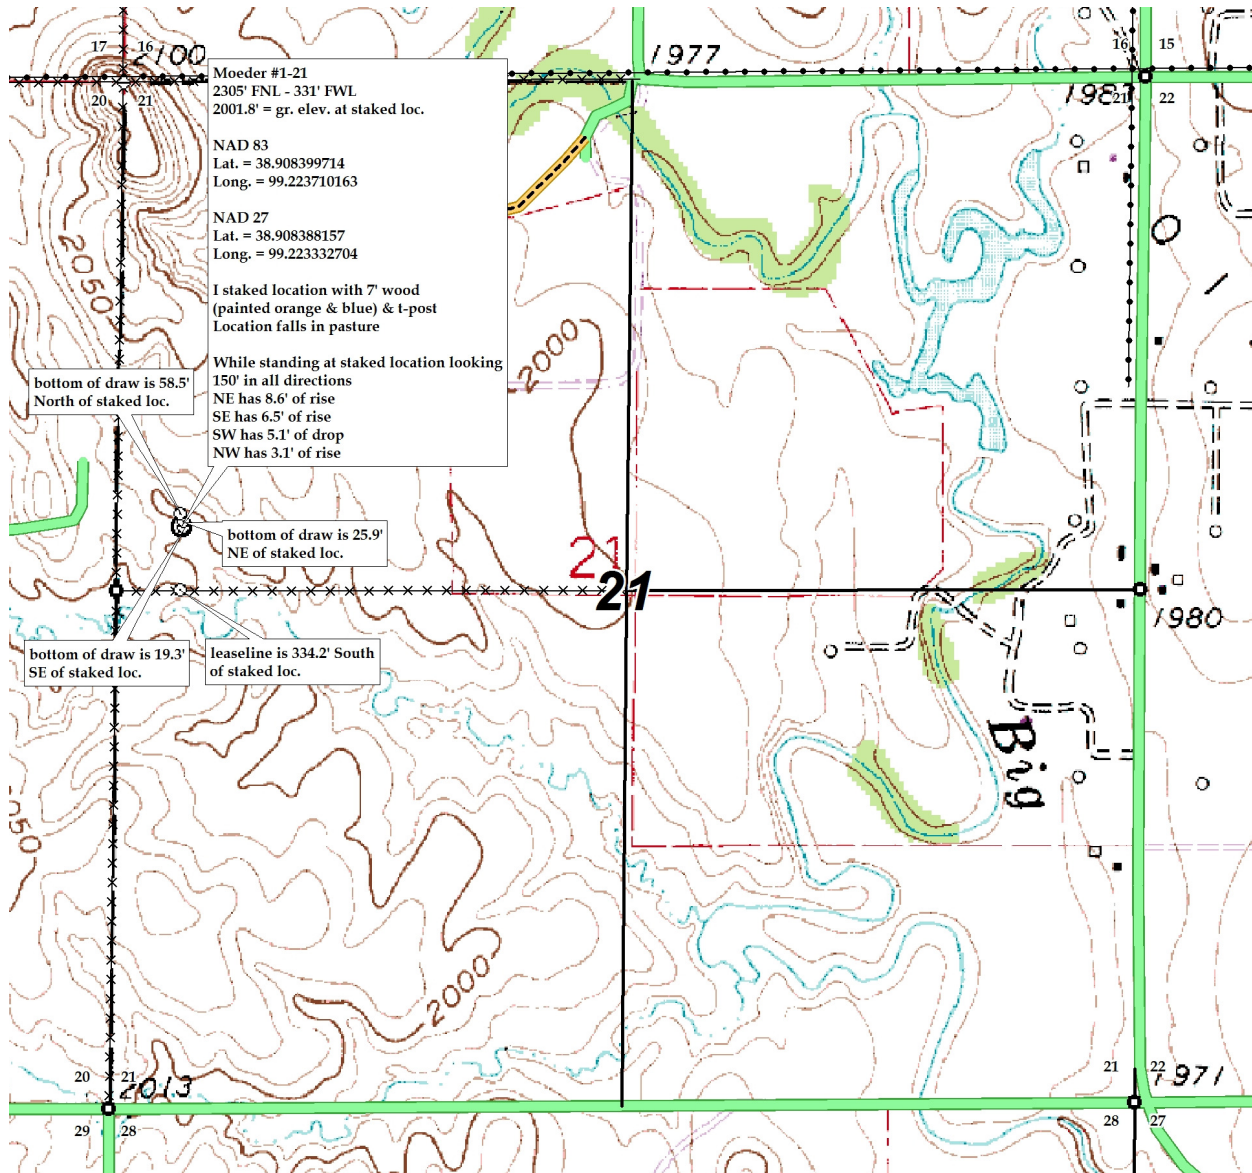 17 16
2100
1977
16 15
20 21
1983
21 22
Moeder #1-21
2305' FNL - 331' FWL
2001.8' = gr. elev. at staked loc.
NAD 83
Lat. = 38.908399714
Long. = 99.223710163
NAD 27
Lat. = 38.908388157
Long. = 99.223332704
I staked location with 7' wood
(painted orange & blue) & t-post
Location falls in pasture
While standing at staked location looking
150' in all directions
NE has 8.6' of rise
SE has 6.5' of rise
SW has 5.1' of drop
NW has 3.1' of rise
2050
2000
bottom of draw is 58.5'
North of staked loc.
bottom of draw is 25.9'
NE of staked loc.
21
21
1980
bottom of draw is 19.3'
SE of staked loc.
leaseline is 334.2' South
of staked loc.
Big
050
2000
20 21
2013
21 22
1971
29 28
28 27